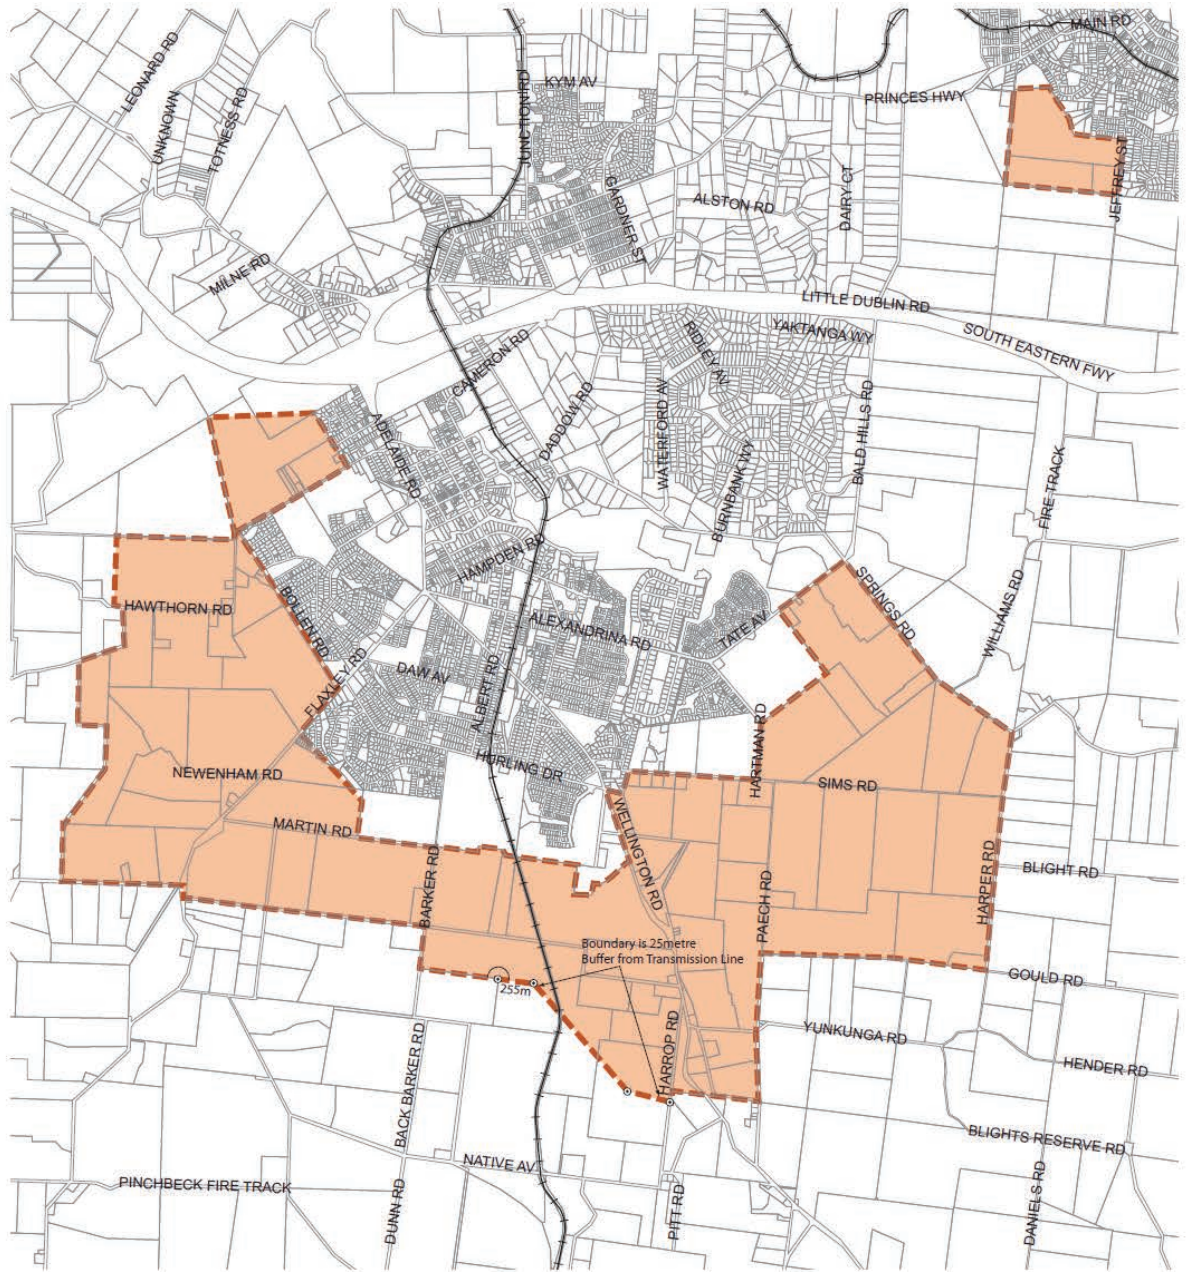 MAIN RD
LEONARD RD
UNKNOWN
TOTNESS RD
JUNCTION RD
KYM AV
PRINCES HWY
JEFFREY ST
GARDNER ST
ALSTON RD
DAIRY CT
MILNE RD
LITTLE DUBLIN RD
YAKTANGA WY
SOUTH EASTERN FWY
CAMERON RD
RIDLEY AV
DADDOW RD
WATERFORD AV
BALD HILLS RD
ADELAIDE RD
BURNBANK WY
FIRE TRACK
HAMPDEN RD
HAWTHORN RD
BOLLEN RD
SPRINGS RD
WILLIAMS RD
ALEXANDRINA RD
TATE AV
FLAXLEY RD
DAW AV
ALBERT RD
HARTMAN RD
NEWENHAM RD
HURLING DR
SIMS RD
MARTIN RD
WELLINGTON RD
BARKER RD
PAECH RD
HARPER RD
BLIGHT RD
Boundary is 25metre
Buffer from Transmission Line
255m
GOULD RD
YUNKUNGA RD
HARROP RD
HENDER RD
BACK BARKER RD
BLIGHTS RESERVE RD
NATIVE AV
PINCHBECK FIRE TRACK
DUNN RD
PITT RD
DANIELS RD